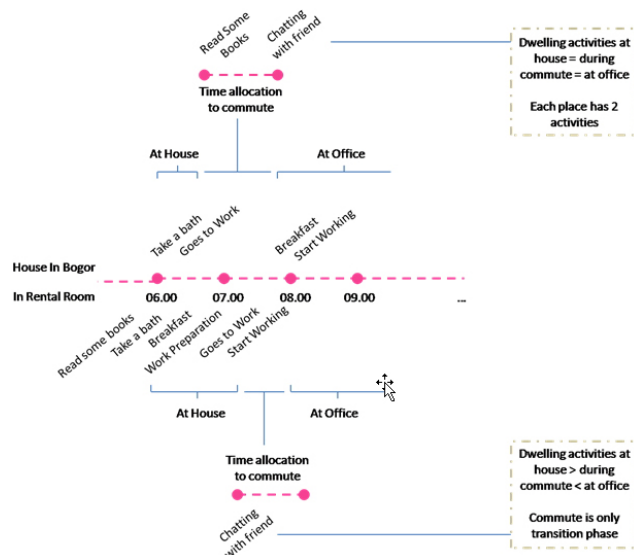 Read Some
Books
Chatting
with friend
Dwelling activities at
house = during
commute = at office
Each place has 2
activities
Time allocation
to commute
At House
At Office
Take a bath
Goes to Work
Breakfast
Start Working
House In Bogor
In Rental Room
06.00
07.00
08.00
09.00
...
Read some books
Take a bath
Breakfast
Work Preparation
Goes to Work
Start Working
At House
At Office
Time allocation
to commute
Chatting
with friend
Dwelling activities at
house > during
commute < at office
Commute is only
transition phase